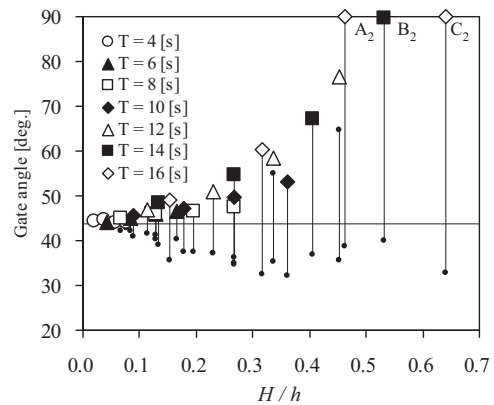 90
A₂ B₂ C₂
T = 4 [s]
T = 6 [s]
80
T = 8 [s]
T = 10 [s]
70
T = 12 [s]
T = 14 [s]
60
T = 16 [s]
50
40
30
20
Gate angle [deg.]
0.0 0.1 0.2 0.3 0.4 0.5 0.6 0.7
H / h